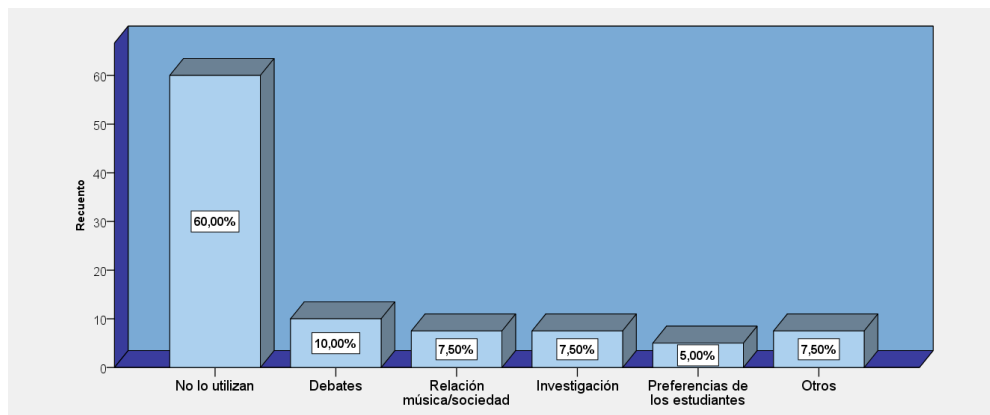 60
50
40
30
20
10
0
Recuento
60,00%
10,00%
7,50%
7,50%
5,00%
7,50%
No lo utilizan
Debates
Relación
música/sociedad
Investigación
Preferencias de
los estudiantes
Otros